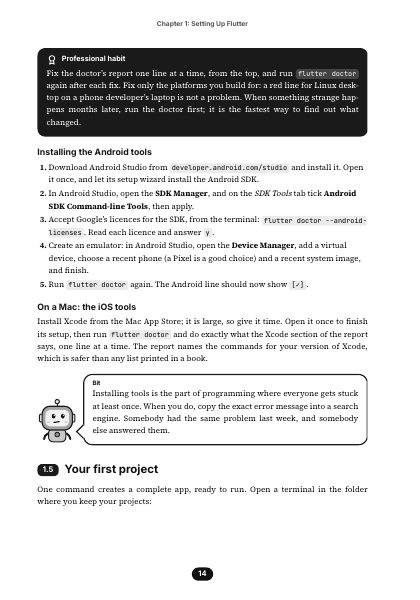 Chapter 1: Setting Up Flutter
Professional habit
Fix the doctor's report one line at a time, from the top, and run flutter doctor
again after each fix. Fix only the platforms you build for: a red line for Linux desk-
top on a phone developer's laptop is not a problem. When something strange hap-
pens months later, run the doctor first; it is the fastest way to find out what
changed.
Installing the Android tools
1. Download Android Studio from developer.android.com/studio and install it. Open
it once, and let its setup wizard install the Android SDK.
2. In Android Studio, open the SDK Manager, and on the SDK Tools tab tick Android
SDK Command-line Tools, then apply.
3. Accept Google's licences for the SDK, from the terminal: flutter doctor --android-
licenses. Read each licence and answer y.
4. Create an emulator: in Android Studio, open the Device Manager, add a virtual
device, choose a recent phone (a Pixel is a good choice) and a recent system image,
and finish.
5. Run flutter doctor again. The Android line should now show [✓].
On a Mac: the iOS tools
Install Xcode from the Mac App Store; it is large, so give it time. Open it once to finish
its setup, then run flutter doctor and do exactly what the Xcode section of the report
says, one line at a time. The report names the commands for your version of Xcode,
which is safer than any list printed in a book.
Bit
Installing tools is the part of programming where everyone gets stuck
at least once. When you do, copy the exact error message into a search
engine. Somebody had the same problem last week, and somebody
else answered them.
1.5 Your first project
One command creates a complete app, ready to run. Open a terminal in the folder
where you keep your projects:
14